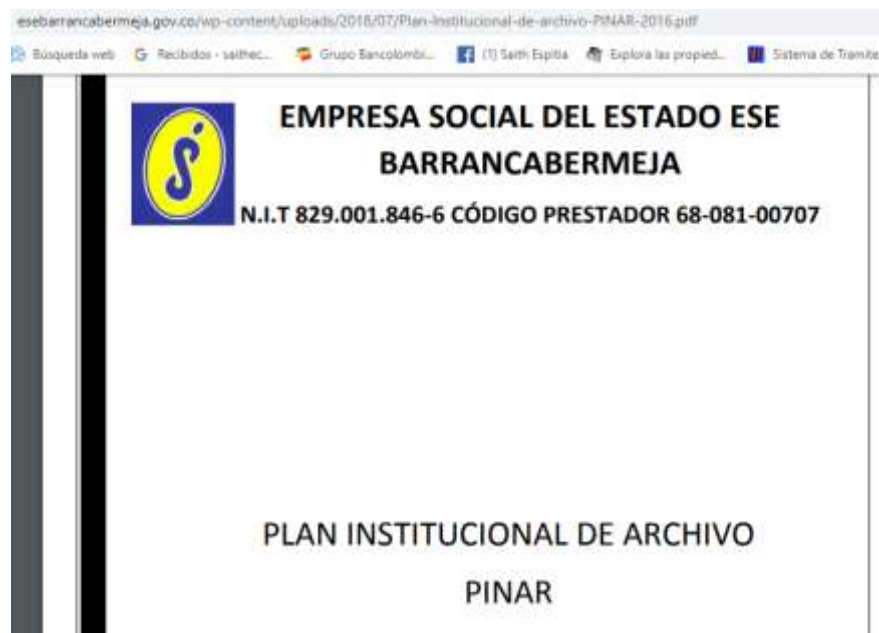 esebarrancabermeja.gov.co/wp-content/uploads/2018/07/Plan-Institucional-de-archivo-PINAR-2016.pdf
Búsqueda web Recibidos - saithec... Grupo Bancolombi... (1) Saith Espitia Explora las propied... Sistema de Tramite
EMPRESA SOCIAL DEL ESTADO ESE
BARRANCABERMEJA
N.I.T 829.001.846-6 CÓDIGO PRESTADOR 68-081-00707
PLAN INSTITUCIONAL DE ARCHIVO
PINAR